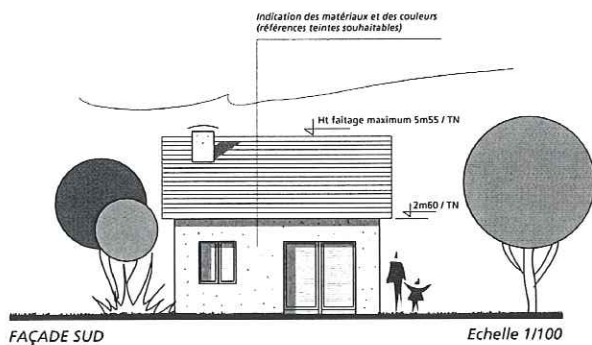 Indication des matériaux et des couleurs
(références teintes souhaitables)
Ht faîtage maximum 5m55 / TN
2m60 / TN
FAÇADE SUD
Echelle 1/100